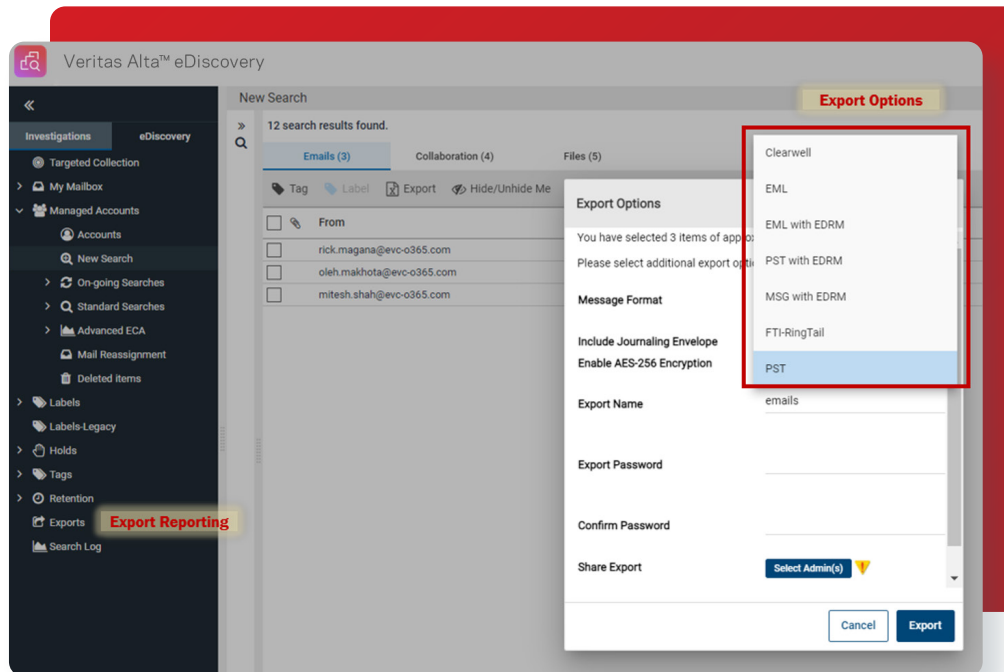 Veritas Alta™ eDiscovery
Investigations
eDiscovery
Targeted Collection
My Mailbox
Managed Accounts
Accounts
New Search
On-going Searches
Standard Searches
Advanced ECA
Mail Reassignment
Deleted items
Labels
Labels-Legacy
Holds
Tags
Retention
Exports
Export Reporting
Search Log
New Search
12 search results found.
Emails (3)
Collaboration (4)
Files (5)
Tag
Label
Export
Hide/Unhide Me
From
rick.magana@evc-o365.com
oleh.makhota@evc-o365.com
mitesh.shah@evc-o365.com
Export Options
Export Options
You have selected 3 items of
Please select additional export
Message Format
Clearwell
EML
EML with EDRM
PST with EDRM
MSG with EDRM
FTI-RingTail
PST
Include Journaling Envelope
Enable AES-256 Encryption
Export Name
emails
Export Password
Confirm Password
Share Export
Select Admin(s)
Cancel
Export